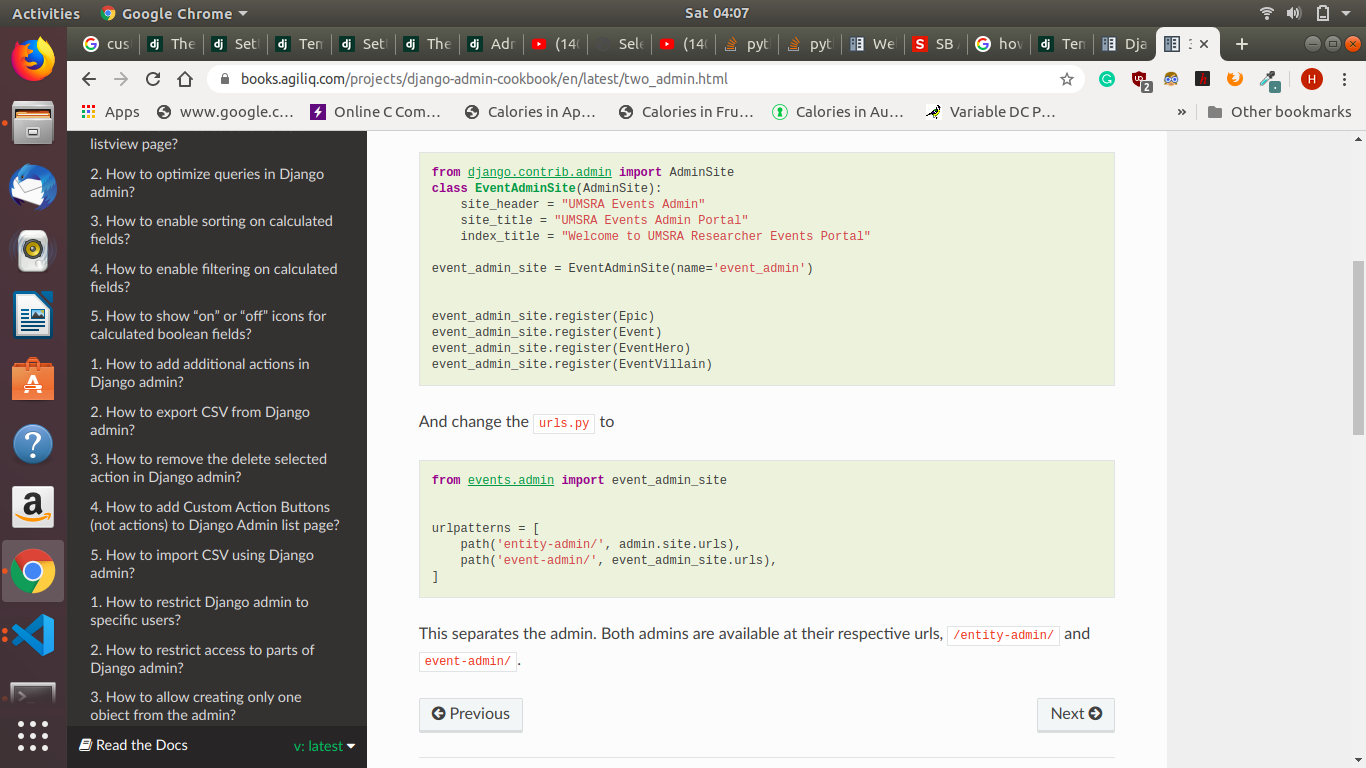 Activities
Google Chrome
Sat 04:07
cus
The
Set
Ten
Set
The
Adr
(14
Sele
(14
pyt
pyt
We
SB
hov
Ten
Dja
books.agiliq.com/projects/django-admin-cookbook/en/latest/two_admin.html
2
H
Apps
www.google.c...
Online C Com...
Calories in Ap...
Calories in Fru...
Calories in Au...
Variable DC P...
»
Other bookmarks
listview page?
2. How to optimize queries in Django
admin?
3. How to enable sorting on calculated
fields?
4. How to enable filtering on calculated
fields?
5. How to show “on” or “off” icons for
calculated boolean fields?
1. How to add additional actions in
Django admin?
2. How to export CSV from Django
admin?
3. How to remove the delete selected
action in Django admin?
4. How to add Custom Action Buttons
(not actions) to Django Admin list page?
5. How to import CSV using Django
admin?
1. How to restrict Django admin to
specific users?
2. How to restrict access to parts of
Django admin?
3. How to allow creating only one
object from the admin?
Read the Docs
v: latest
from django.contrib.admin import AdminSite
class EventAdminSite(AdminSite):
    site_header = "UMSRA Events Admin"
    site_title = "UMSRA Events Admin Portal"
    index_title = "Welcome to UMSRA Researcher Events Portal"
event_admin_site = EventAdminSite(name='event_admin')
event_admin_site.register(Epic)
event_admin_site.register(Event)
event_admin_site.register(EventHero)
event_admin_site.register(EventVillain)
And change the urls.py to
from events.admin import event_admin_site
urlpatterns = [
    path('entity-admin/', admin.site.urls),
    path('event-admin/', event_admin_site.urls),
]
This separates the admin. Both admins are available at their respective urls, /entity-admin/ and
event-admin/ .
Previous
Next